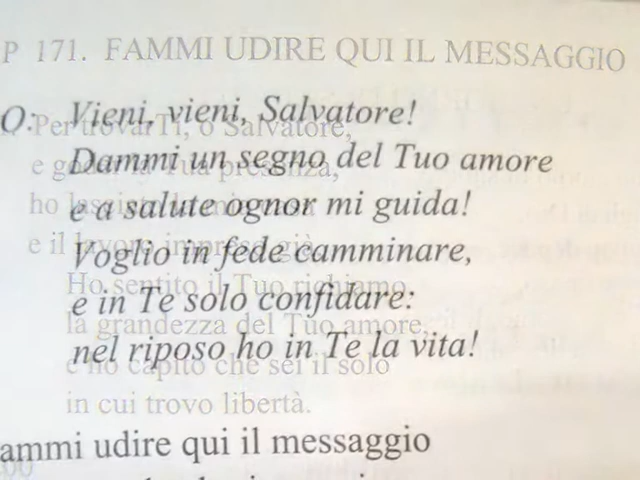 P 171. FAMMI UDIRE QUI IL MESSAGGIO
O: Vieni, vieni, Salvatore!
Per trovarTi, o Salvatore,
Dammi un segno del Tuo amore
e la Tua presenza,
e a salute ognor mi guida!
ho
Voglio in fede camminare,
e il lavoro impreso già
Ho sentito il Tuo richiamo,
e in Te solo confidare:
la grandezza del Tuo amore,
nel riposo ho in Te la vita!
e ho capito che sei il solo
in cui trovo libertà.
ammi udire qui il messaggio